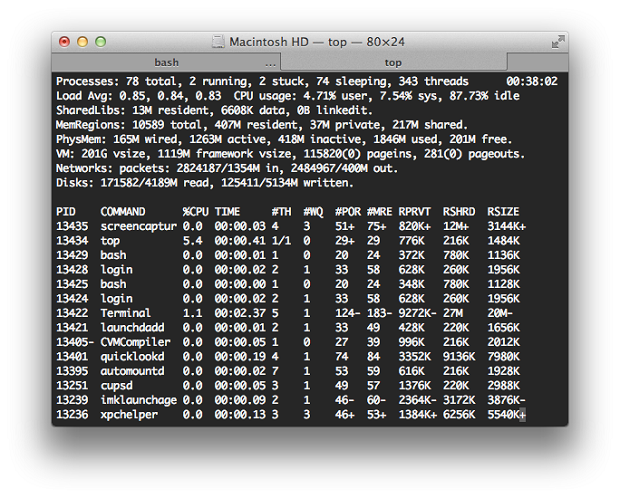 Macintosh HD — top — 80×24
bash ... top
Processes: 78 total, 2 running, 2 stuck, 74 sleeping, 343 threads 00:38:02
Load Avg: 0.85, 0.84, 0.83 CPU usage: 4.71% user, 7.54% sys, 87.73% idle
SharedLibs: 13M resident, 6608K data, 0B linkedit.
MemRegions: 10589 total, 407M resident, 37M private, 217M shared.
PhysMem: 165M wired, 1263M active, 418M inactive, 1846M used, 201M free.
VM: 201G vsize, 1119M framework vsize, 115820(0) pageins, 281(0) pageouts.
Networks: packets: 2824187/1354M in, 2484967/400M out.
Disks: 171582/4189M read, 125411/5134M written.
PID COMMAND %CPU TIME #TH #WQ #POR #MRE RPRVT RSHRD RSIZE
13435 screencaptur 0.0 00:00.03 4 3 51+ 75+ 820K+ 12M+ 3144K+
13434 top 5.4 00:00.41 1/1 0 29+ 29 776K 216K 1484K
13429 bash 0.0 00:00.01 1 0 20 24 372K 780K 1136K
13428 login 0.0 00:00.02 2 1 33 58 628K 260K 1956K
13425 bash 0.0 00:00.00 1 0 20 24 348K 780K 1128K
13424 login 0.0 00:00.02 2 1 33 58 628K 260K 1956K
13422 Terminal 1.1 00:02.37 5 1 124- 183- 9272K- 27M 20M-
13421 launchdadd 0.0 00:00.01 2 1 33 49 428K 220K 1656K
13405- CVMCompiler 0.0 00:00.05 1 0 27 39 996K 216K 2012K
13401 quicklookd 0.0 00:00.19 4 1 74 84 3352K 9136K 7980K
13395 automountd 0.0 00:00.02 7 1 53 59 616K 216K 1928K
13251 cupsd 0.0 00:00.05 3 1 49 57 1376K 220K 2988K
13239 imklaunchage 0.0 00:00.09 2 1 46- 60- 2364K- 3172K 3876K-
13236 xpchelper 0.0 00:00.13 3 3 46+ 53+ 1384K+ 6256K 5540K+